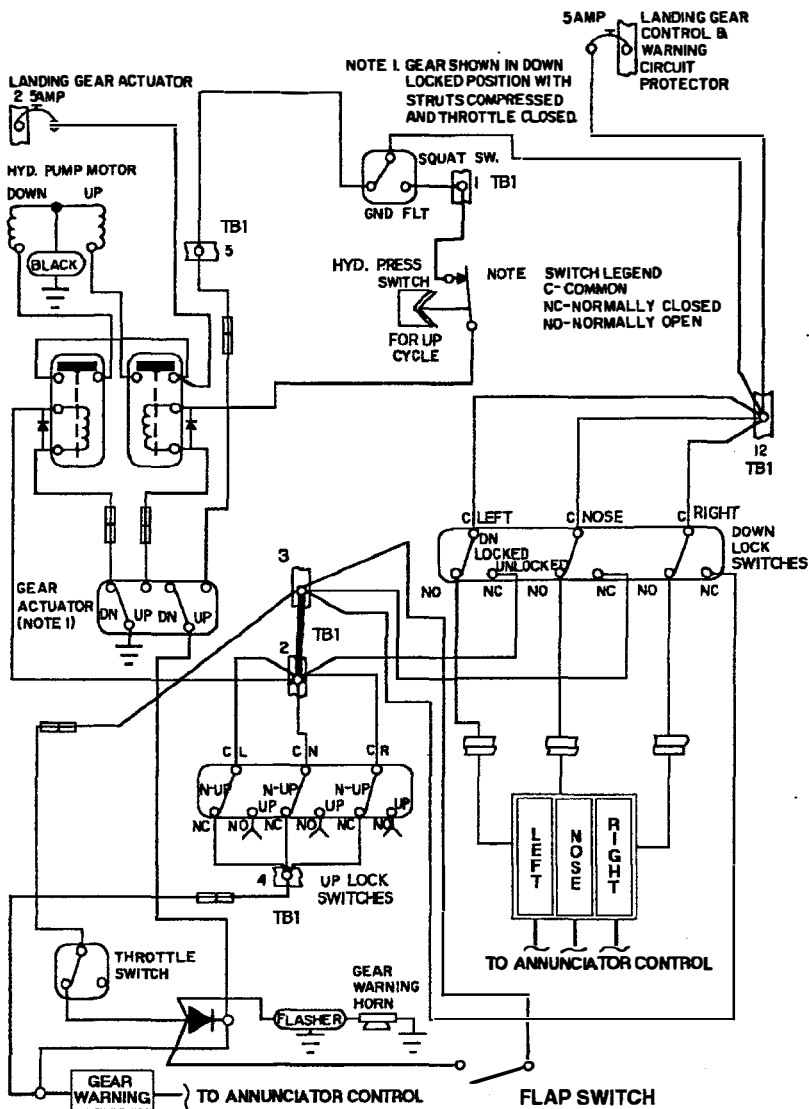 5AMP
LANDING GEAR
CONTROL &
WARNING
CIRCUIT
PROTECTOR
NOTE 1. GEAR SHOWN IN DOWN
LOCKED POSITION WITH
STRUTS COMPRESSED
AND THROTTLE CLOSED.
LANDING GEAR ACTUATOR
2 5AMP
HYD. PUMP MOTOR
DOWN UP
BLACK
TB1
5
SQUAT SW.
GND FLT
1 TB1
HYD. PRESS
SWITCH
FOR UP
CYCLE
NOTE SWITCH LEGEND
C-COMMON
NC-NORMALLY CLOSED
NO-NORMALLY OPEN
12
TB1
C LEFT
C NOSE
C RIGHT
DN
LOCKED
UNLOCKED
NO NC NO NC NO NC
DOWN
LOCK
SWITCHES
GEAR
ACTUATOR
(NOTE 1)
DN UP DN UP
3
TB1
2
C L
C N
C R
N-UP N-UP N-UP
UP UP UP
NC NO NC NO NC NO
4
TB1
UP LOCK
SWITCHES
LEFT
NOSE
RIGHT
TO ANNUNCIATOR CONTROL
THROTTLE
SWITCH
GEAR
WARNING
HORN
FLASHER
GEAR
WARNING
TO ANNUNCIATOR CONTROL
FLAP SWITCH